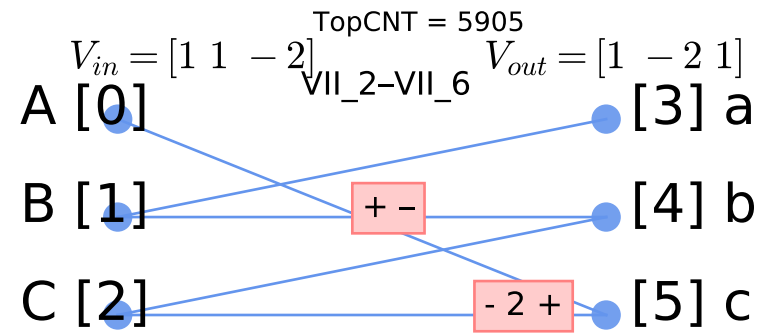 TopCNT = 5905
V_in = [1 1 −2] V_out = [1 −2 1]
VII_2–VII_6
A [0] [3] a
B [1] + – [4] b
C [2] - 2 + [5] c